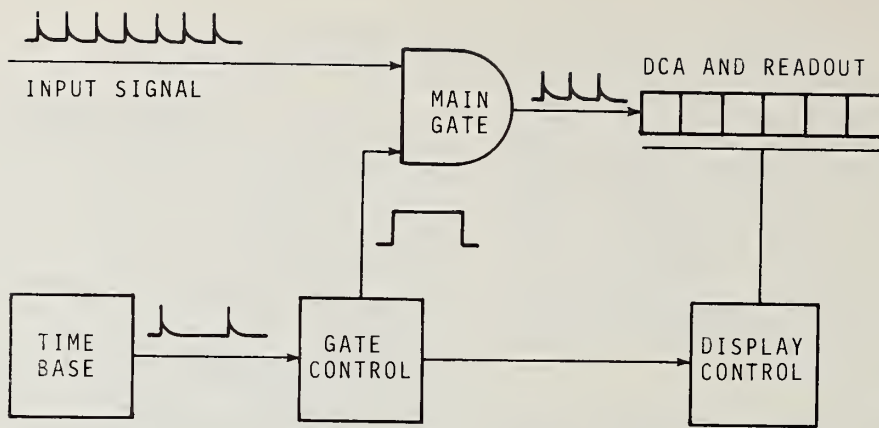 INPUT SIGNAL
MAIN
GATE
DCA AND READOUT
TIME
BASE
GATE
CONTROL
DISPLAY
CONTROL